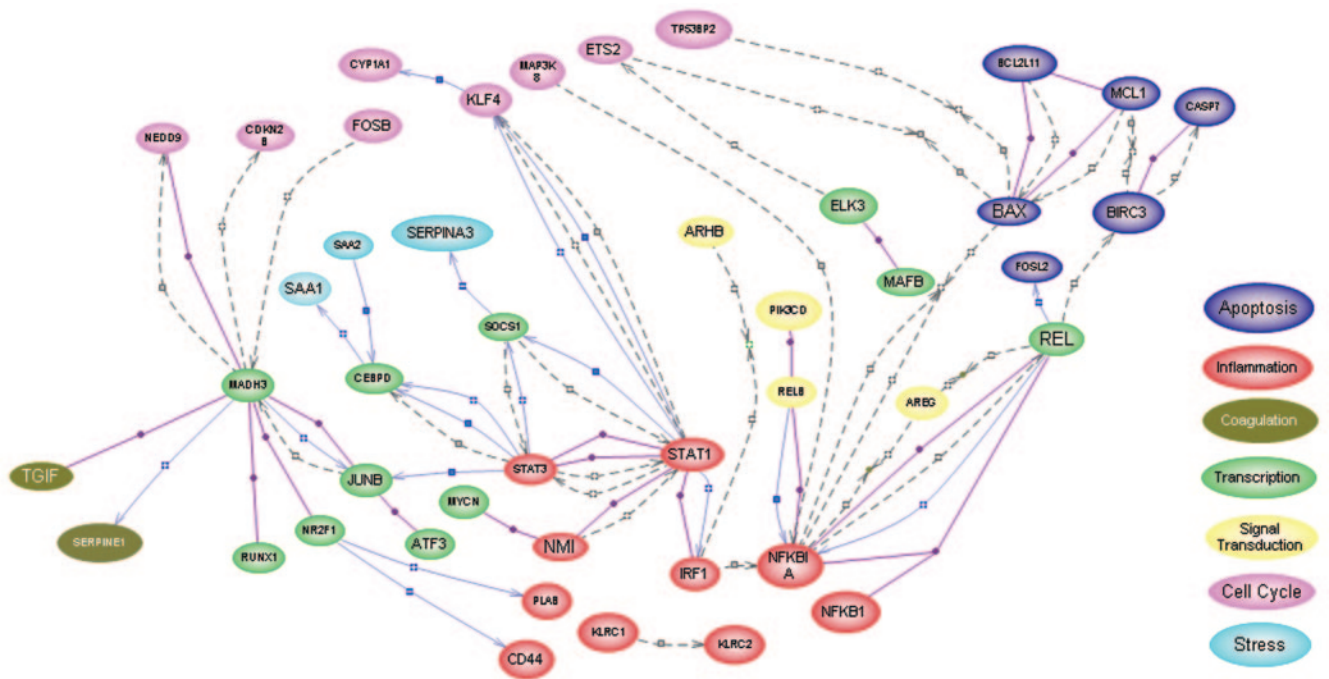 TP53BP2
ETS2
CYP1A1
MAP3K
8
BCL2L11
MCL1
KLF4
CASP7
NEDD9
CDKN2
B
FOSB
ELK3
BAX
BIRC3
SERPINA3
SAA2
ARHB
MAFB
FOSL2
SAA1
PIK3CD
Apoptosis
SOCS1
REL
Inflammation
MADH3
CEBPD
RELB
AREG
Coagulation
TGIF
JUNB
STAT3
STAT1
Transcription
MYCN
SERPINE1
RUNX1
NR2F1
ATF3
NMI
IRF1
NFKBI
A
Signal
Transduction
PLAB
NFKB1
Cell Cycle
CD44
KLRC1
KLRC2
Stress